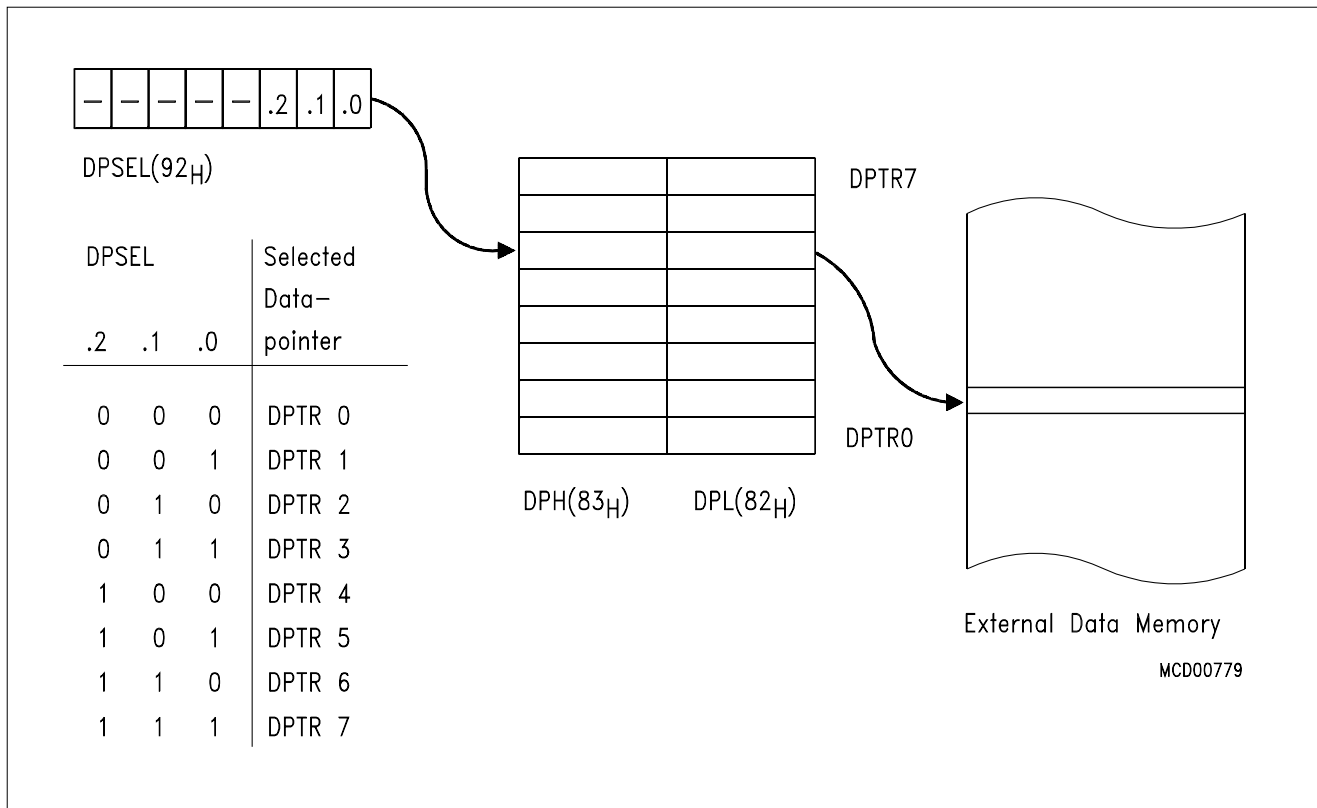 – – – – – .2 .1 .0
DPSEL(92H)
DPSEL Selected
Data–
.2 .1 .0 pointer
0 0 0 DPTR 0
0 0 1 DPTR 1
0 1 0 DPTR 2
0 1 1 DPTR 3
1 0 0 DPTR 4
1 0 1 DPTR 5
1 1 0 DPTR 6
1 1 1 DPTR 7
DPTR7
DPTR0
DPH(83H) DPL(82H)
External Data Memory
MCD00779